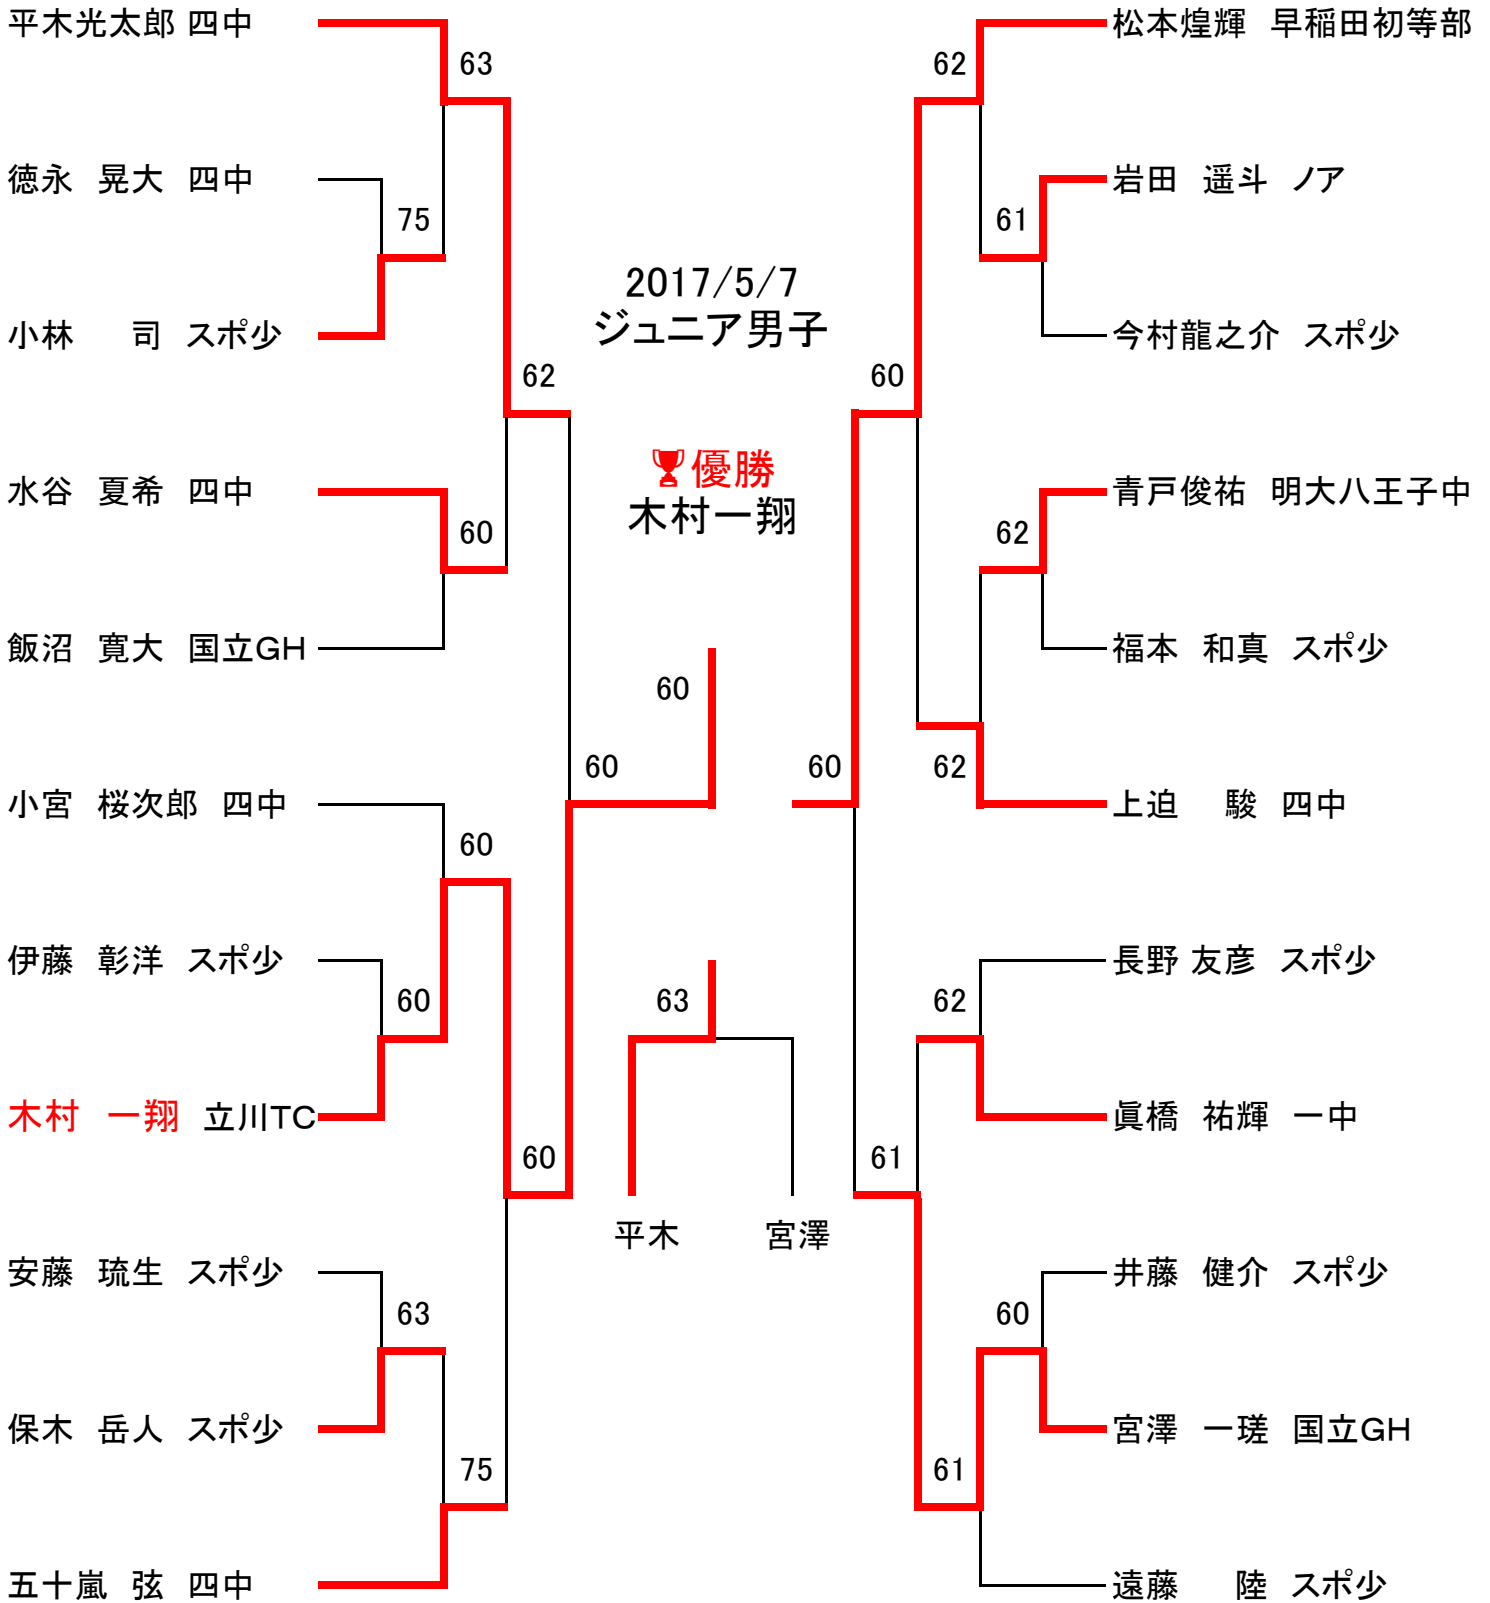 平木光太郎 四中
63
徳永 晃大 四中
75
小林 司 スポ少
62
水谷 夏希 四中
60
飯沼 寛大 国立GH
60
小宮 桜次郎 四中
60
伊藤 彰洋 スポ少
60
木村 一翔 立川TC
60
安藤 琉生 スポ少
63
保木 岳人 スポ少
75
五十嵐 弦 四中
2017/5/7
ジュニア男子
優勝
木村一翔
60
63
平木 宮澤
松本煌輝 早稲田初等部
62
岩田 遥斗 ノア
61
今村龍之介 スポ少
60
青戸俊祐 明大八王子中
62
福本 和真 スポ少
60
62
上迫 駿 四中
長野 友彦 スポ少
62
眞橋 祐輝 一中
61
井藤 健介 スポ少
60
宮澤 一瑳 国立GH
61
遠藤 陸 スポ少